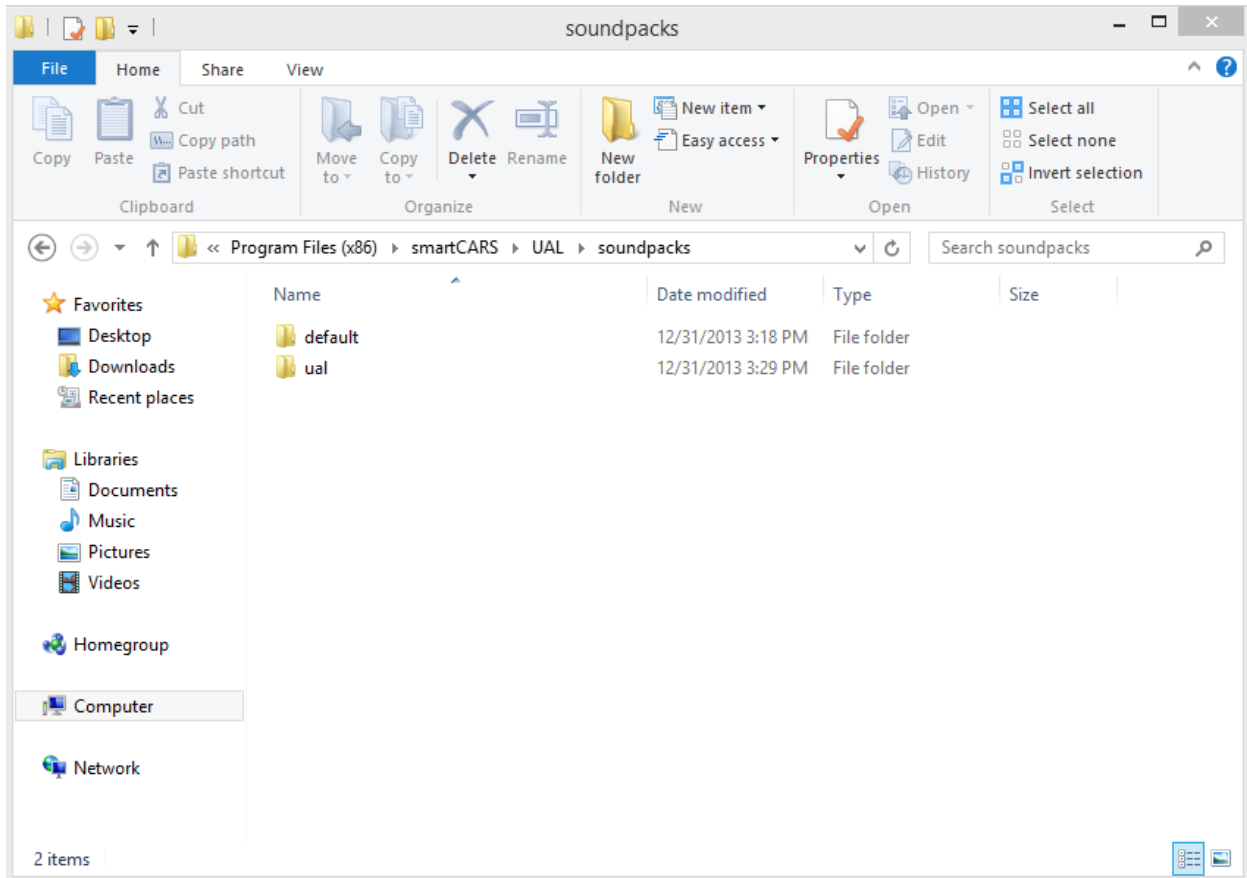 soundpacks
File Home Share View
Copy Paste Cut Copy path Paste shortcut
Clipboard
Move to Copy to Delete Rename
Organize
New folder New item Easy access
New
Properties Open Edit History
Open
Select all Select none Invert selection
Select
« Program Files (x86) smartCARS UAL soundpacks Search soundpacks
Name Date modified Type Size
default 12/31/2013 3:18 PM File folder
ual 12/31/2013 3:29 PM File folder
Favorites
Desktop
Downloads
Recent places
Libraries
Documents
Music
Pictures
Videos
Homegroup
Computer
Network
2 items